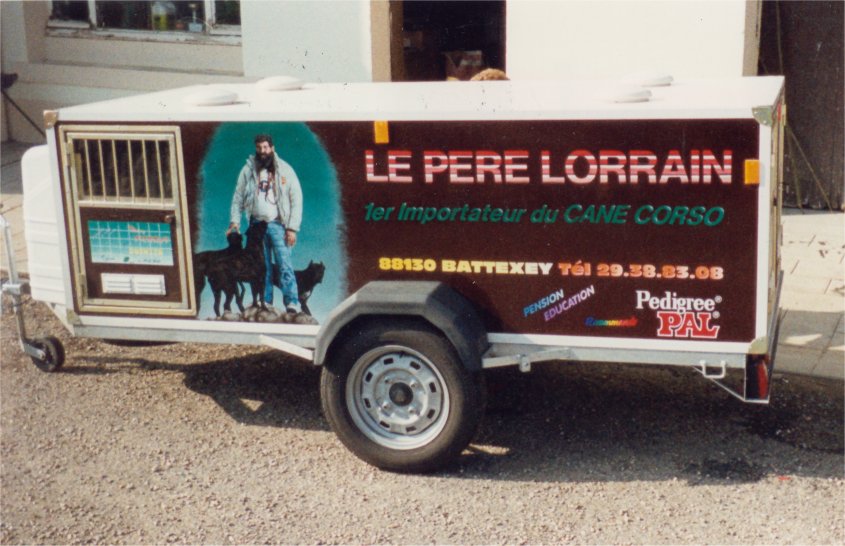 LE PERE LORRAIN
1er Importateur du CANE CORSO
88130 BATTEXEY Tél 29.38.83.08
PENSION
EDUCATION
Recommande
Pedigree®
PAL®